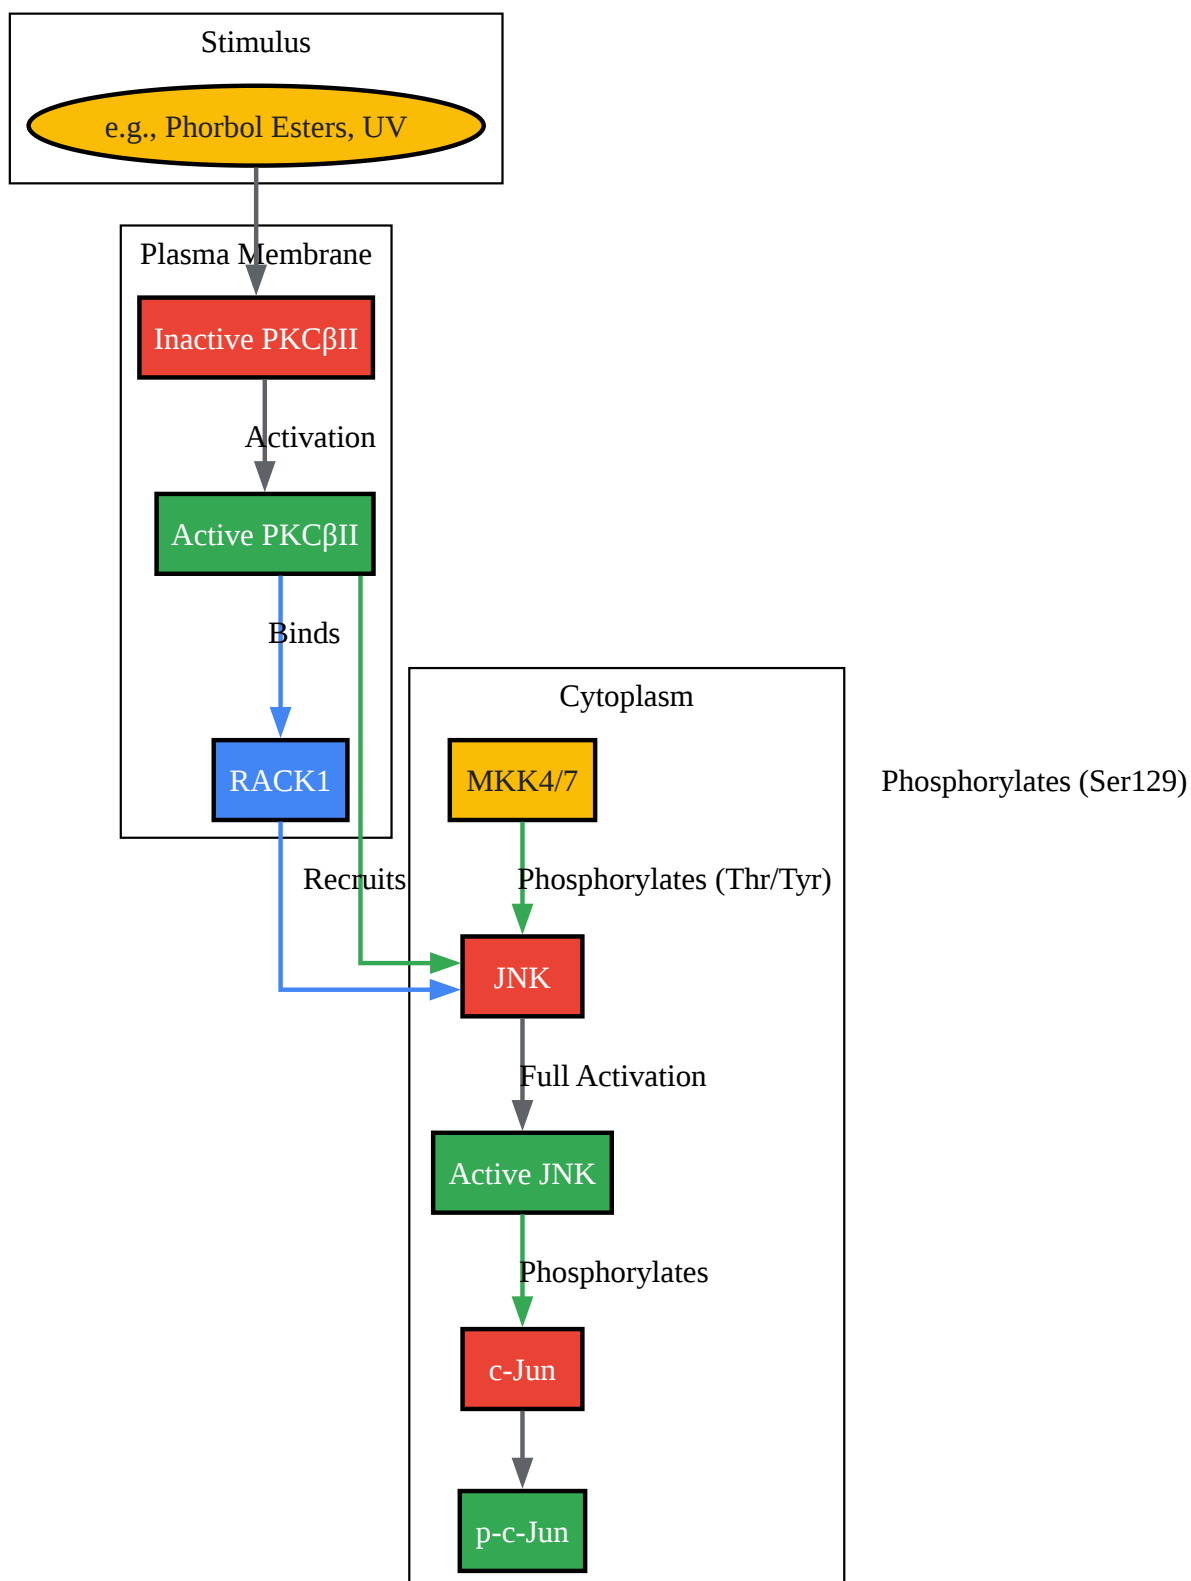 Stimulus
e.g., Phorbol Esters, UV
Plasma Membrane
Inactive PKCβII
Activation
Active PKCβII
Binds
Cytoplasm
RACK1
MKK4/7
Phosphorylates (Ser129)
Recruits
Phosphorylates (Thr/Tyr)
JNK
Full Activation
Active JNK
Phosphorylates
c-Jun
p-c-Jun